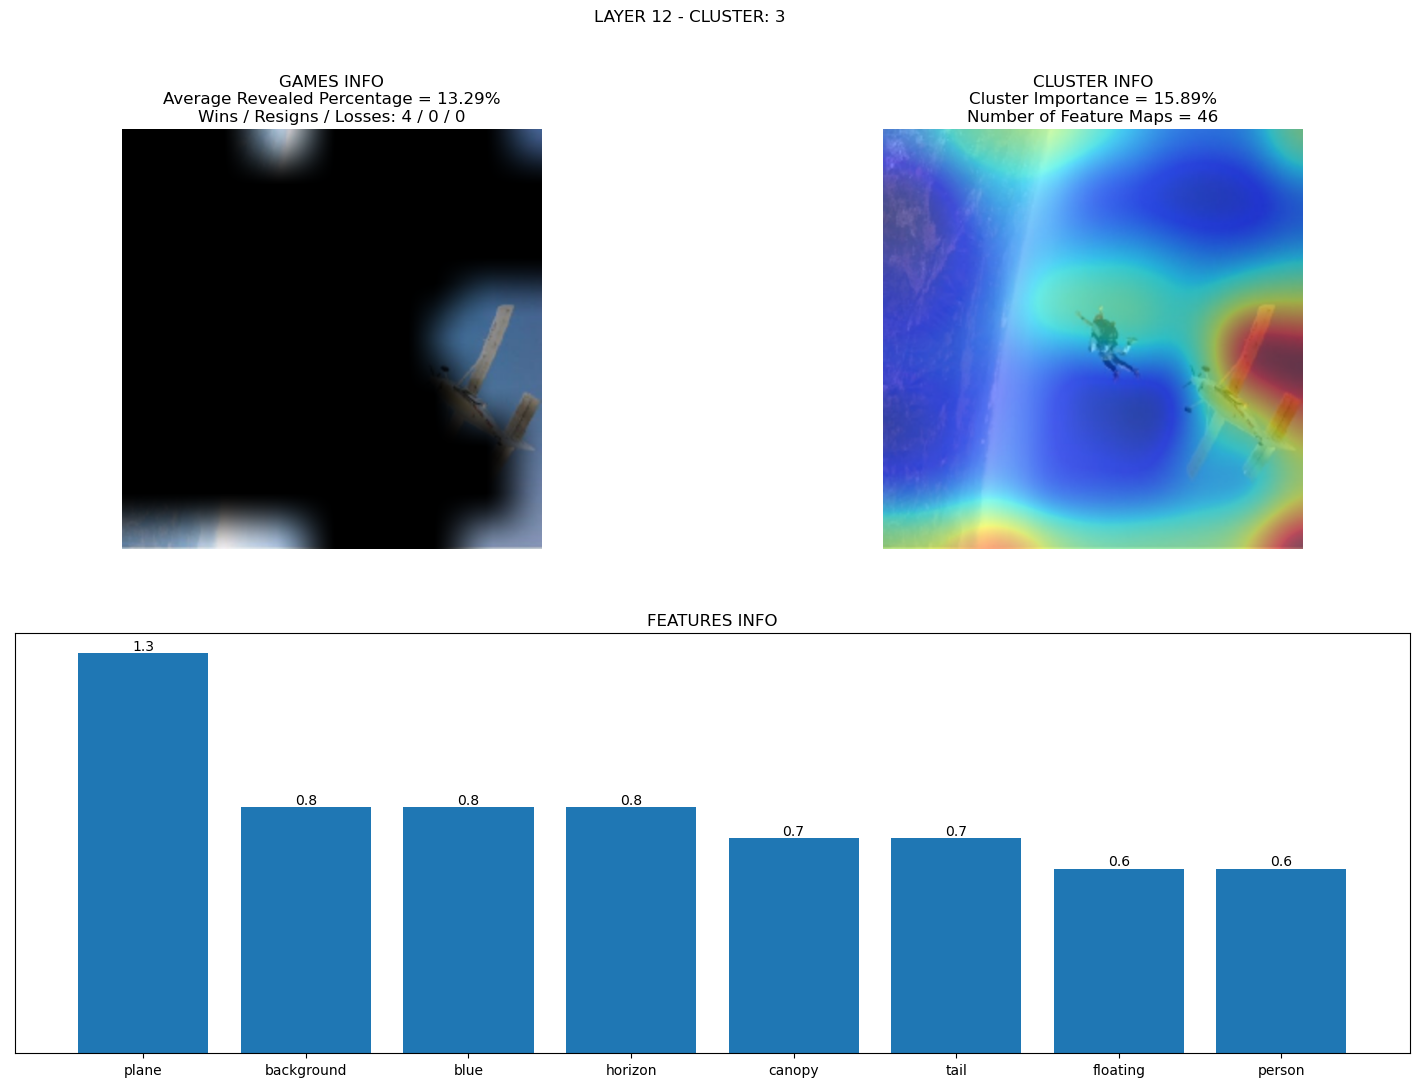 LAYER 12 - CLUSTER: 3
GAMES INFO
Average Revealed Percentage = 13.29%
Wins / Resigns / Losses: 4 / 0 / 0
CLUSTER INFO
Cluster Importance = 15.89%
Number of Feature Maps = 46
FEATURES INFO
1.3
0.8
0.8
0.8
0.7
0.7
0.6
0.6
plane
background
blue
horizon
canopy
tail
floating
person